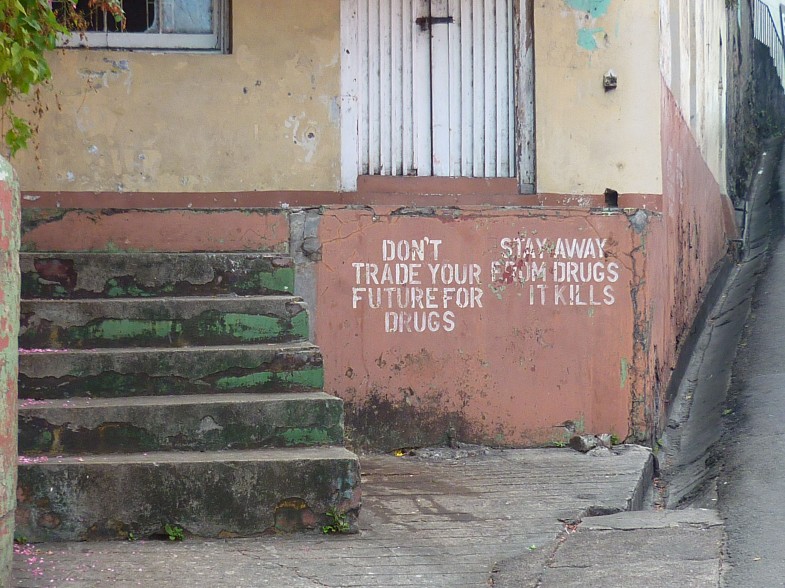 DON'T
TRADE YOUR
FUTURE FOR
DRUGS
STAY AWAY
FROM DRUGS
IT KILLS